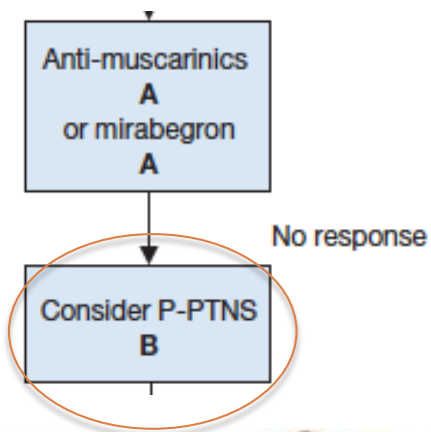 Anti-muscarinics
A
or mirabegron
A
No response
Consider P-PTNS
B